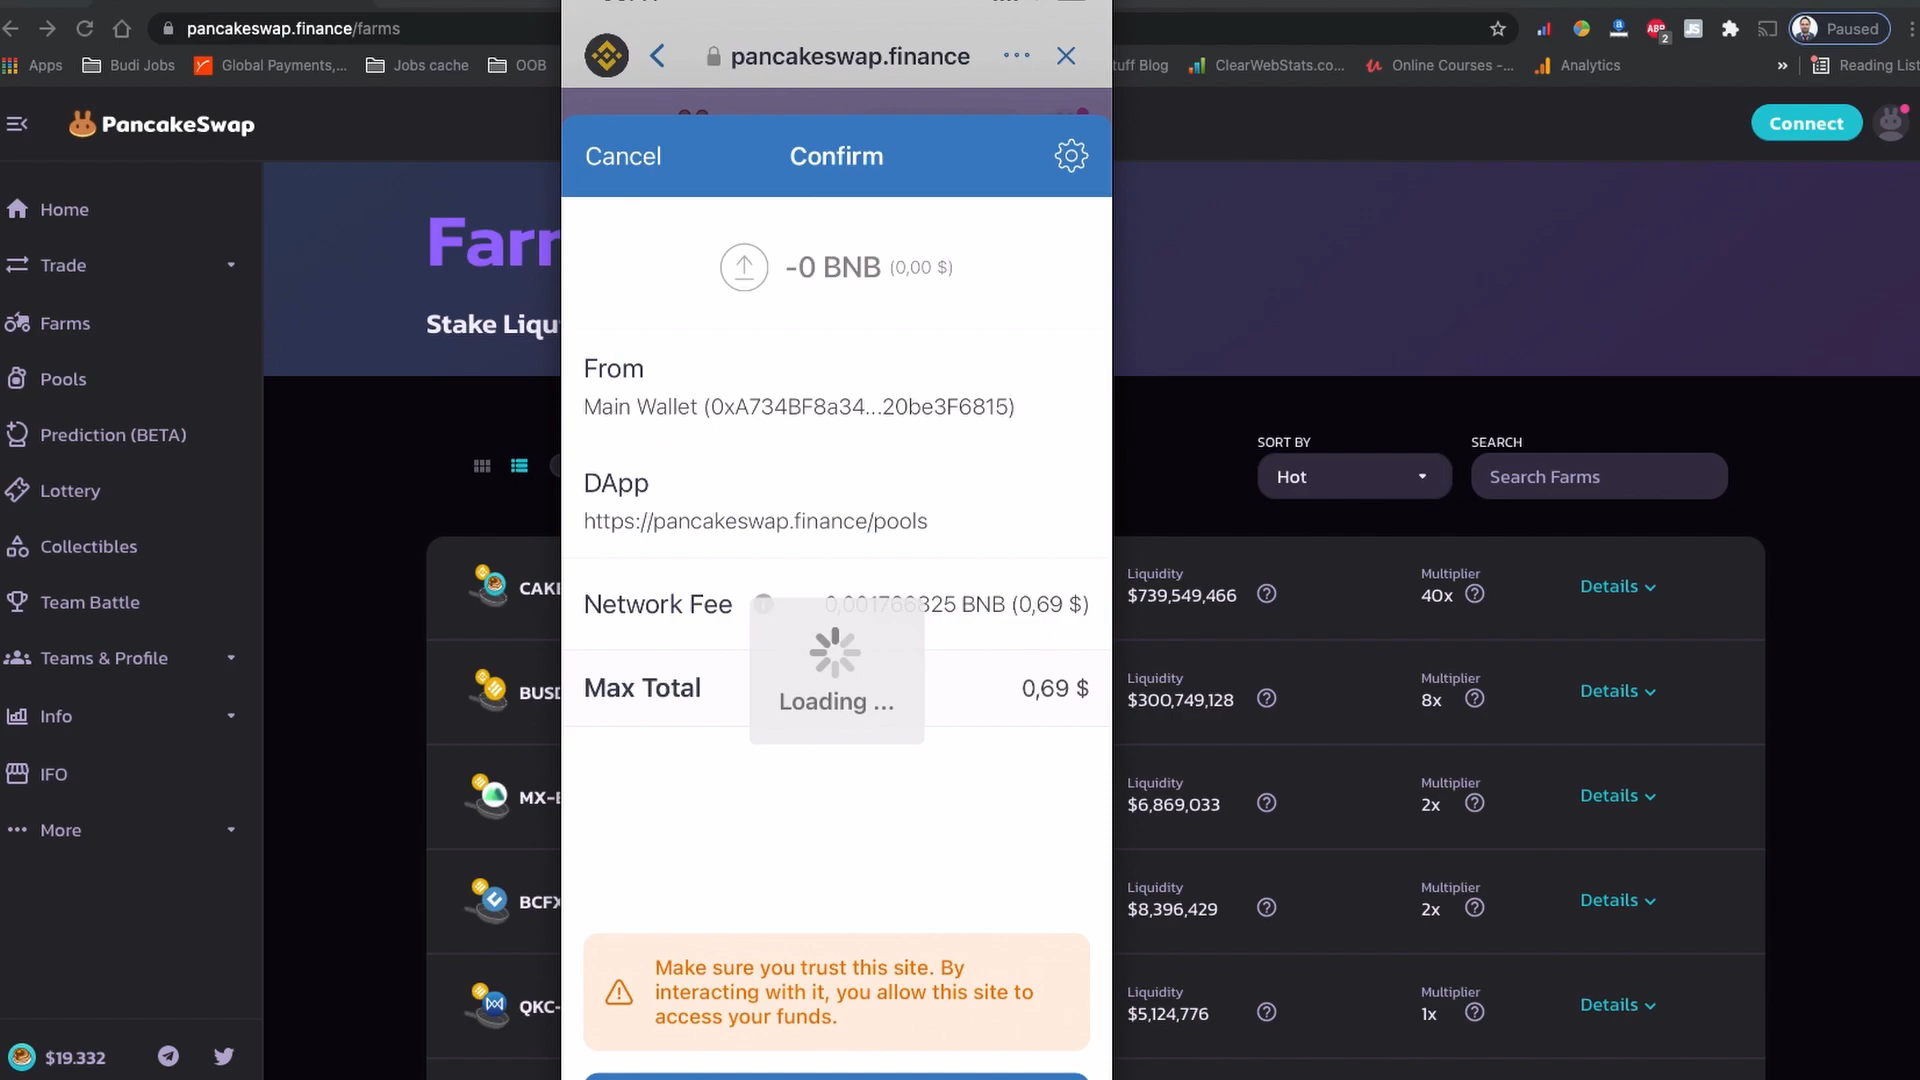 pancakeswap.finance/farms
Paused
Apps
Budi Jobs
Global Payments,...
Jobs cache
OOB
tuff Blog
ClearWebStats.co...
Online Courses -...
Analytics
»
Reading List
PancakeSwap
Connect
Home
Trade
Farms
Pools
Prediction (BETA)
Lottery
Collectibles
Team Battle
Teams & Profile
Info
IFO
More
$19.332
Farm
Stake Liqu
pancakeswap.finance
Cancel
Confirm
-0 BNB (0,00 $)
From
Main Wallet (0xA734BF8a34...20be3F6815)
DApp
https://pancakeswap.finance/pools
Network Fee
0,001766825 BNB (0,69 $)
Loading ...
Max Total
0,69 $
Make sure you trust this site. By
interacting with it, you allow this site to
access your funds.
SORT BY
Hot
SEARCH
Search Farms
CAKE
Liquidity
$739,549,466
Multiplier
40x
Details
BUSD
Liquidity
$300,749,128
Multiplier
8x
Details
MX-B
Liquidity
$6,869,033
Multiplier
2x
Details
BCFX
Liquidity
$8,396,429
Multiplier
2x
Details
QKC-
Liquidity
$5,124,776
Multiplier
1x
Details